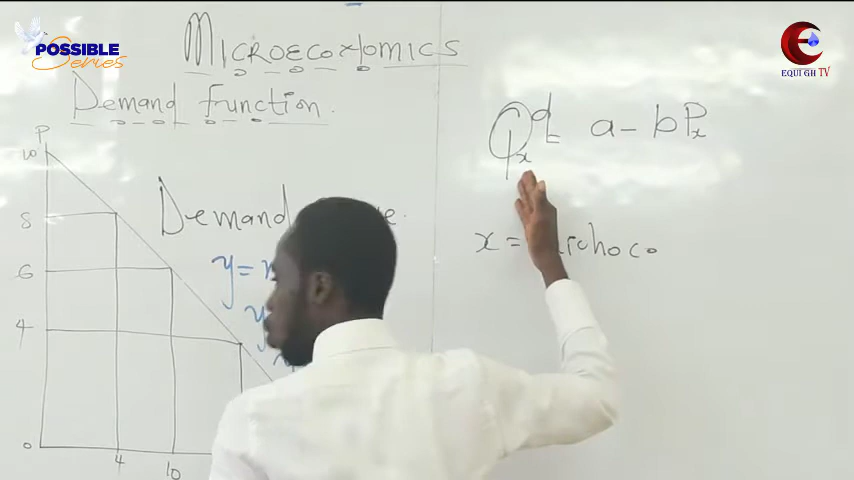 POSSIBLE
Series
EQUI GH TV
MICROECONOMICS
Demand function.
P
10
8
6
4
0
4
10
Demand
y=
y
Qdx = a - bPx
x =